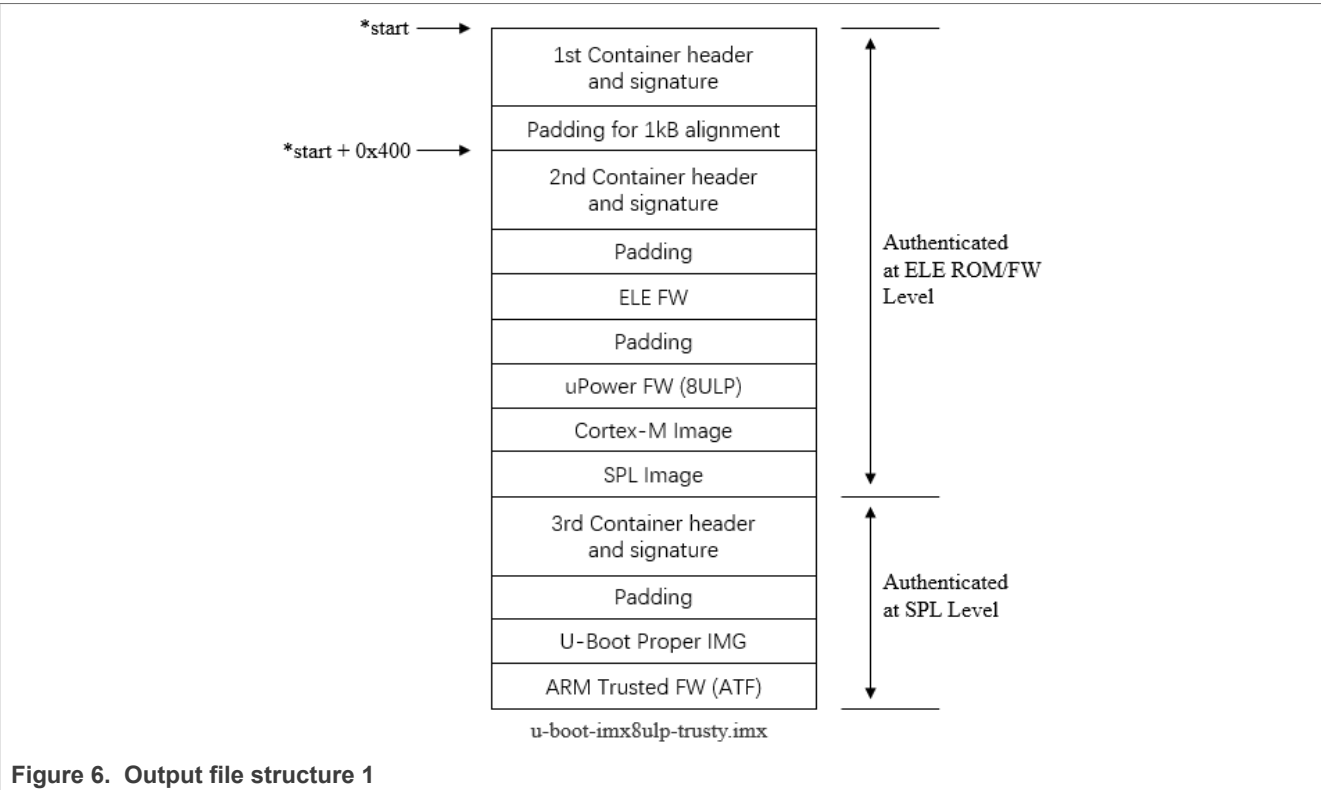 *start
1st Container header
and signature
Padding for 1kB alignment
*start + 0x400
2nd Container header
and signature
Padding
ELE FW
Padding
uPower FW (8ULP)
Cortex-M Image
SPL Image
Authenticated
at ELE ROM/FW
Level
3rd Container header
and signature
Padding
U-Boot Proper IMG
ARM Trusted FW (ATF)
Authenticated
at SPL Level
u-boot-imx8ulp-trusty.imx
Figure 6. Output file structure 1